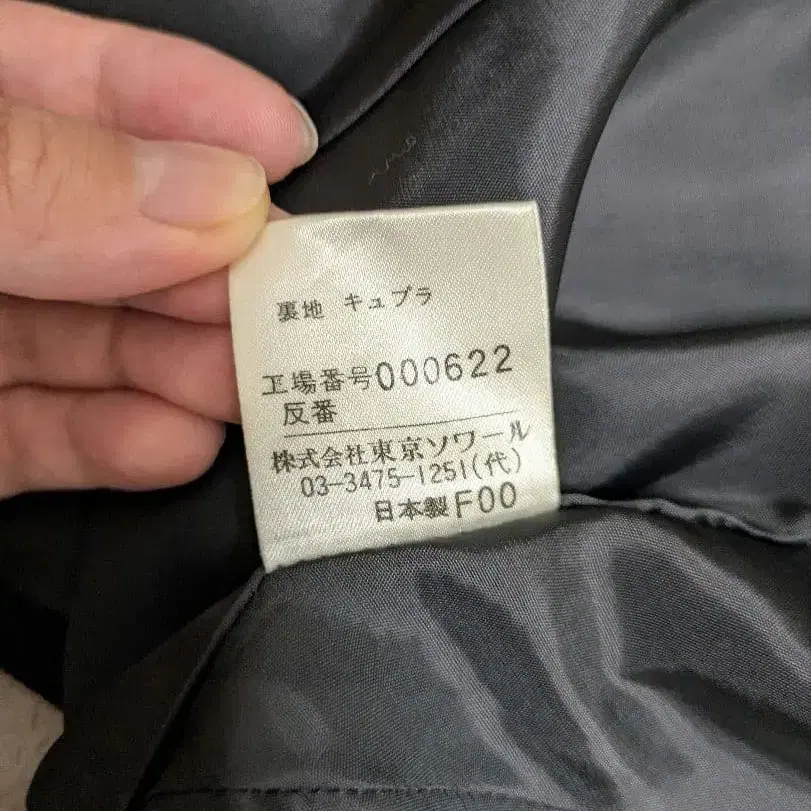 裏地 キュプラ
工場番号000622
反番
株式会社東京ソワール
03-3475-1251(代)
日本製F00